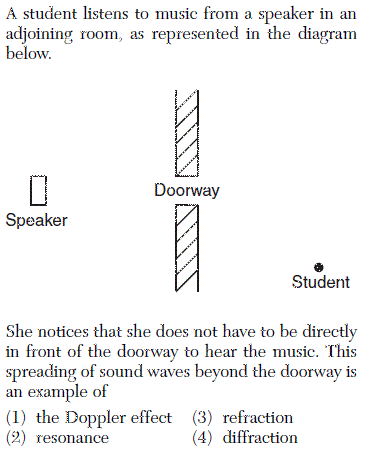 A student listens to music from a speaker in an
adjoining room, as represented in the diagram
below.
Doorway
Speaker
Student
She notices that she does not have to be directly
in front of the doorway to hear the music. This
spreading of sound waves beyond the doorway is
an example of
(1) the Doppler effect (3) refraction
(2) resonance (4) diffraction